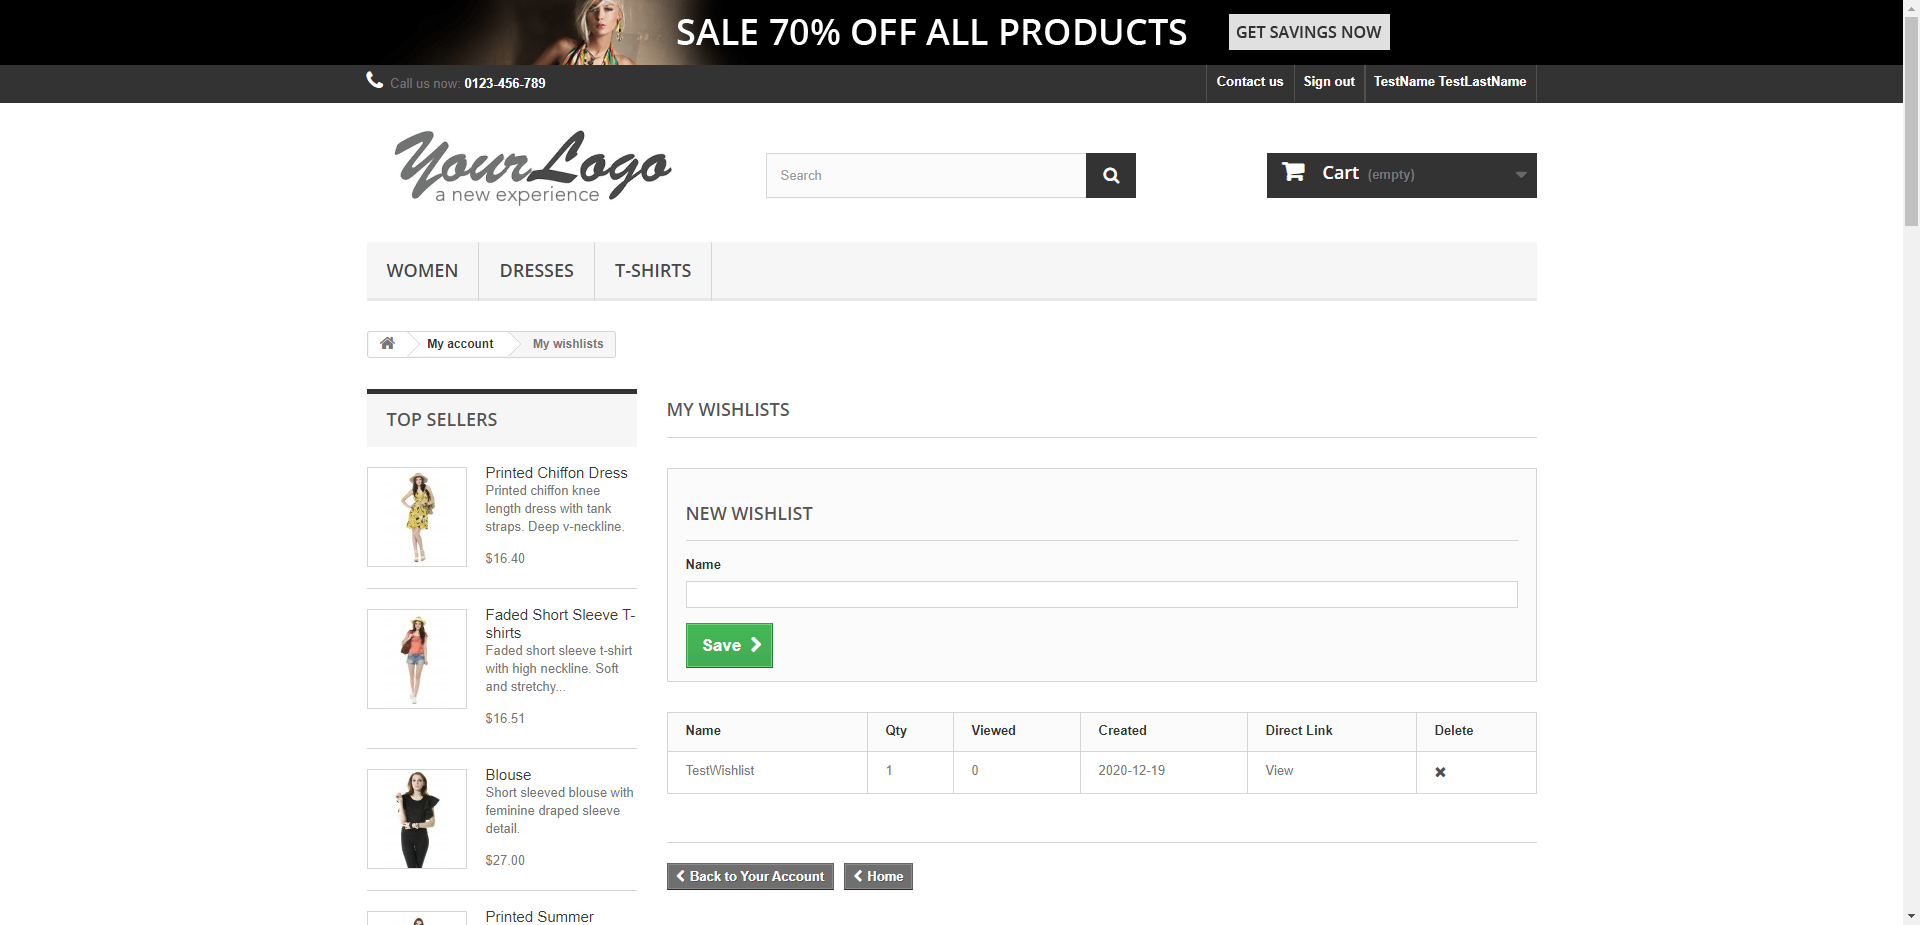 SALE 70% OFF ALL PRODUCTS
GET SAVINGS NOW
Call us now: 0123-456-789
Contact us
Sign out
TestName TestLastName
YourLogo
a new experience
Search
Cart (empty)
WOMEN
DRESSES
T-SHIRTS
My account
My wishlists
TOP SELLERS
Printed Chiffon Dress
Printed chiffon knee
length dress with tank
straps. Deep v-neckline.
$16.40
Faded Short Sleeve T-
shirts
Faded short sleeve t-shirt
with high neckline. Soft
and stretchy...
$16.51
Blouse
Short sleeved blouse with
feminine draped sleeve
detail.
$27.00
Printed Summer
MY WISHLISTS
NEW WISHLIST
Name
Save
Name Qty Viewed Created Direct Link Delete
TestWishlist 1 0 2020-12-19 View
Back to Your Account
Home